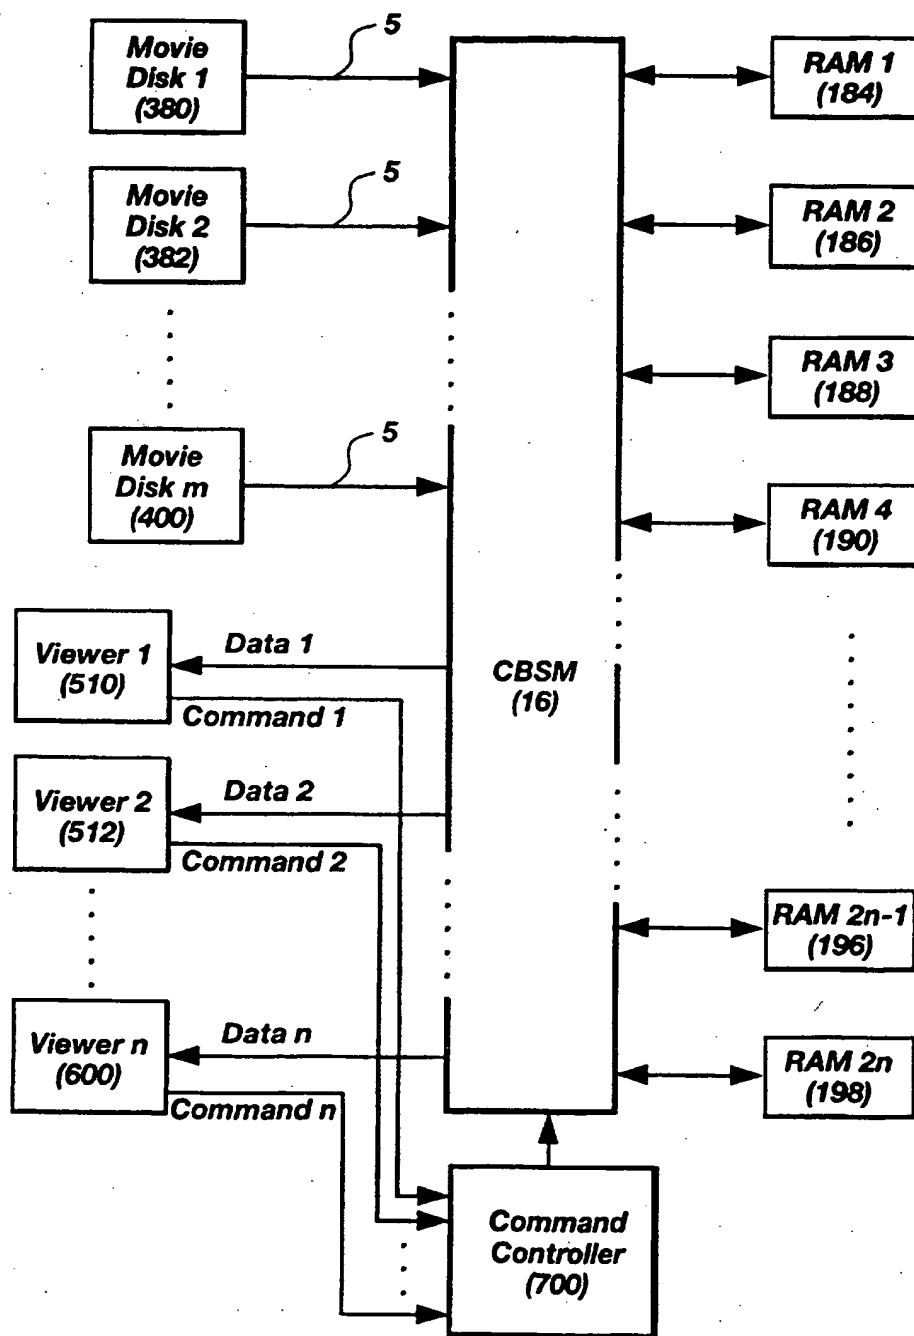 Movie
Disk 1
(380)
5
Movie
Disk 2
(382)
5
Movie
Disk m
(400)
5
Viewer 1
(510)
Data 1
Command 1
Viewer 2
(512)
Data 2
Command 2
Viewer n
(600)
Data n
Command n
CBSM
(16)
Command
Controller
(700)
RAM 1
(184)
RAM 2
(186)
RAM 3
(188)
RAM 4
(190)
RAM 2n-1
(196)
RAM 2n
(198)